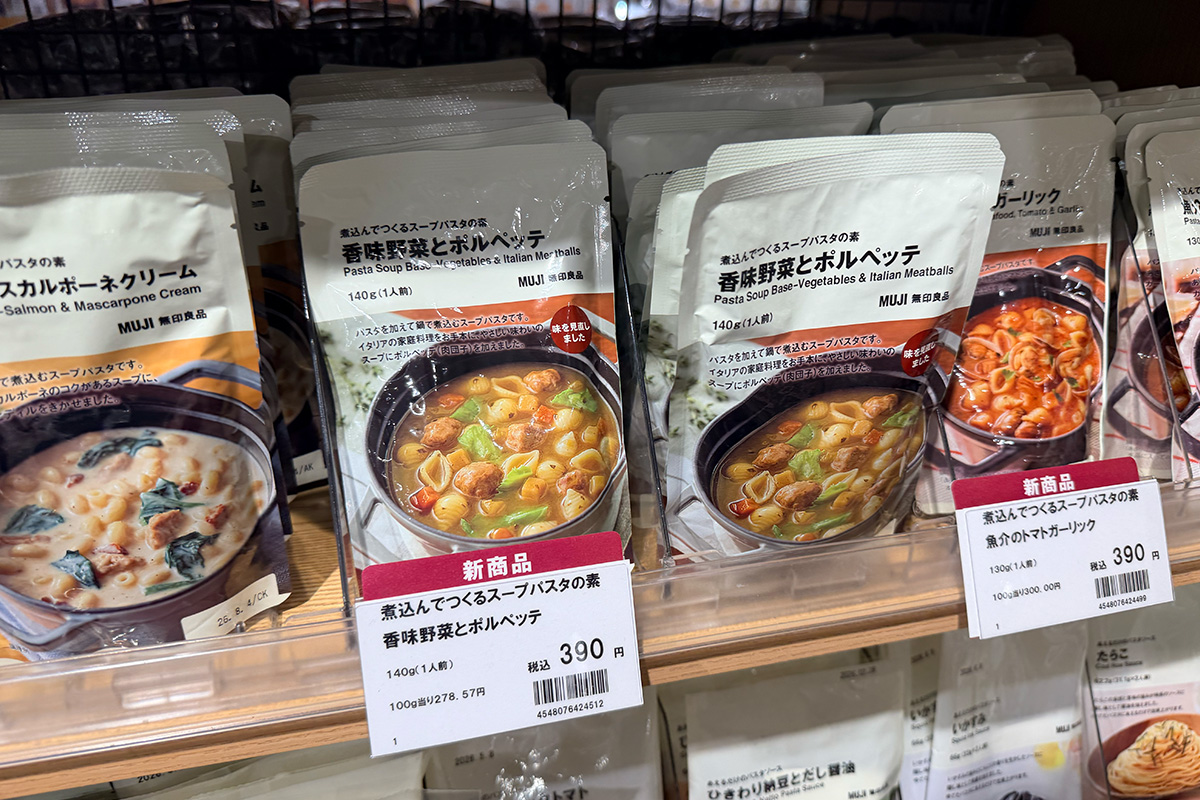 パスタの素
スカルポーネクリーム
-Salmon & Mascarpone Cream
MUJI 無印良品
で煮込むスープパスタです。
カルポーネのコクがあるスープに、
ディルをきかせました。
26. 8. 4/CK
煮込んでつくるスープパスタの素
香味野菜とポルペッテ
Pasta Soup Base-Vegetables & Italian Meatballs
MUJI 無印良品
140g(1人前)
パスタを加えて鍋で煮込むスープパスタです。
イタリアの家庭料理をお手本にやさしい味わいの
スープにポルペッテ(肉団子)を加えました。
味を見直し
ました
煮込んでつくるスープパスタの素
香味野菜とポルペッテ
Pasta Soup Base-Vegetables & Italian Meatballs
MUJI 無印良品
140g(1人前)
パスタを加えて鍋で煮込むスープパスタです。
イタリアの家庭料理をお手本にやさしい味わいの
スープにポルペッテ(肉団子)を加えました。
味を見直し
ました
の素
ガーリック
food, Tomato & Garlic
MUJI 無印良品
新商品
煮込んでつくるスープパスタの素
香味野菜とポルペッテ
140g(1人前)
税込 390 円
100g当り278.57円
4548076424512
1
新商品
煮込んでつくるスープパスタの素
魚介のトマトガーリック
130g(1人前)
税込 390 円
100g当り300.00円
4548076424499
1
ひきわり納豆とだし醤油
MUJI
いかすみ
たらこ